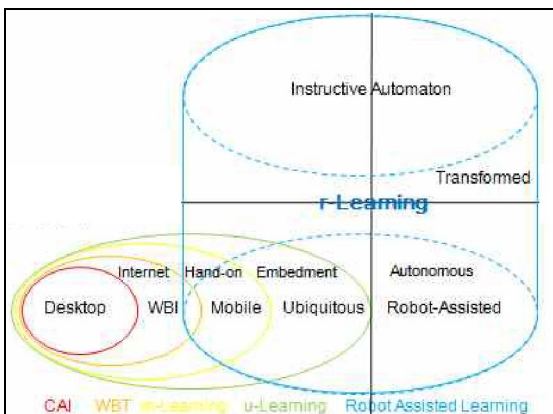 Instructive Automaton
Transformed
r-Learning
Internet Hand-on Embedment Autonomous
Desktop WBI Mobile Ubiquitous Robot-Assisted
CAI WBT m-Learning u-Learning Robot Assisted Learning